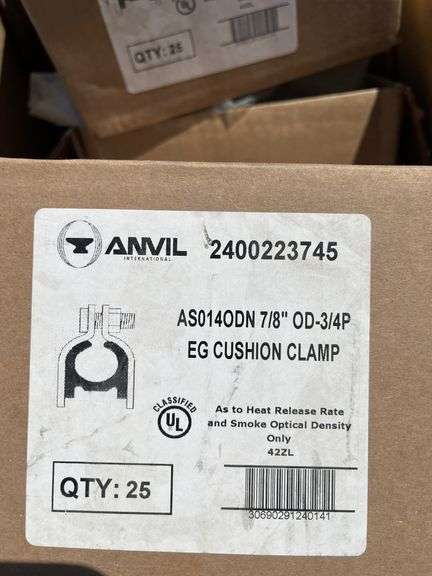 QTY: 25
ANVIL
INTERNATIONAL
2400223745
AS014ODN 7/8" OD-3/4P
EG CUSHION CLAMP
CLASSIFIED
UL
As to Heat Release Rate
and Smoke Optical Density
Only
42ZL
QTY: 25
30690291240141